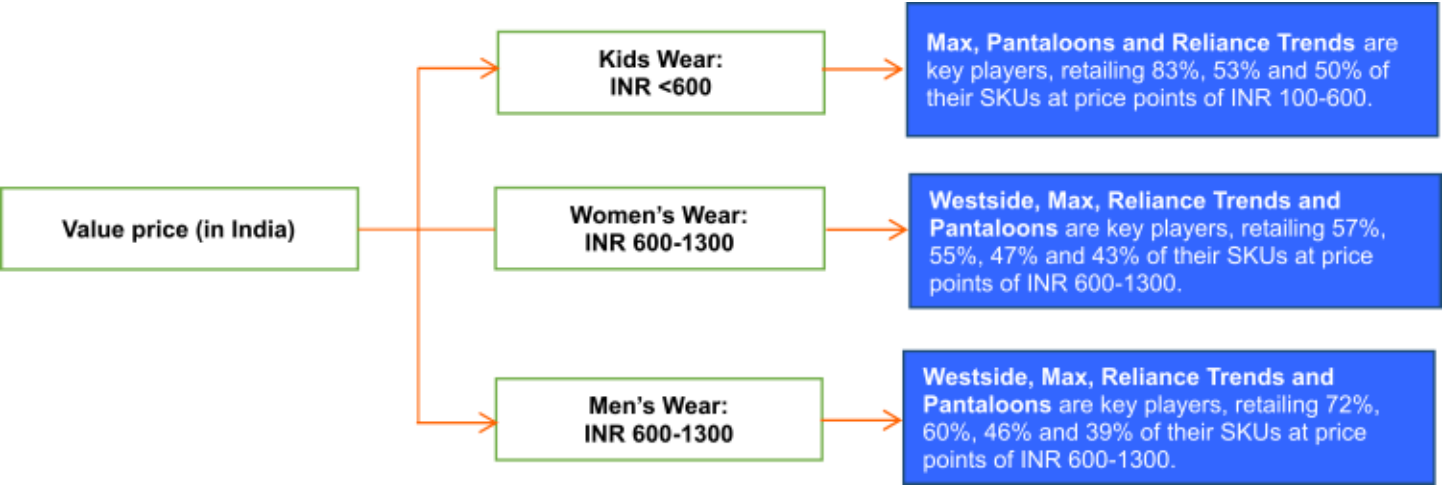 Value price (in India)
Kids Wear:
INR <600
Max, Pantaloons and Reliance Trends are
key players, retailing 83%, 53% and 50% of
their SKUs at price points of INR 100-600.
Women's Wear:
INR 600-1300
Westside, Max, Reliance Trends and
Pantaloons are key players, retailing 57%,
55%, 47% and 43% of their SKUs at price
points of INR 600-1300.
Men's Wear:
INR 600-1300
Westside, Max, Reliance Trends and
Pantaloons are key players, retailing 72%,
60%, 46% and 39% of their SKUs at price
points of INR 600-1300.